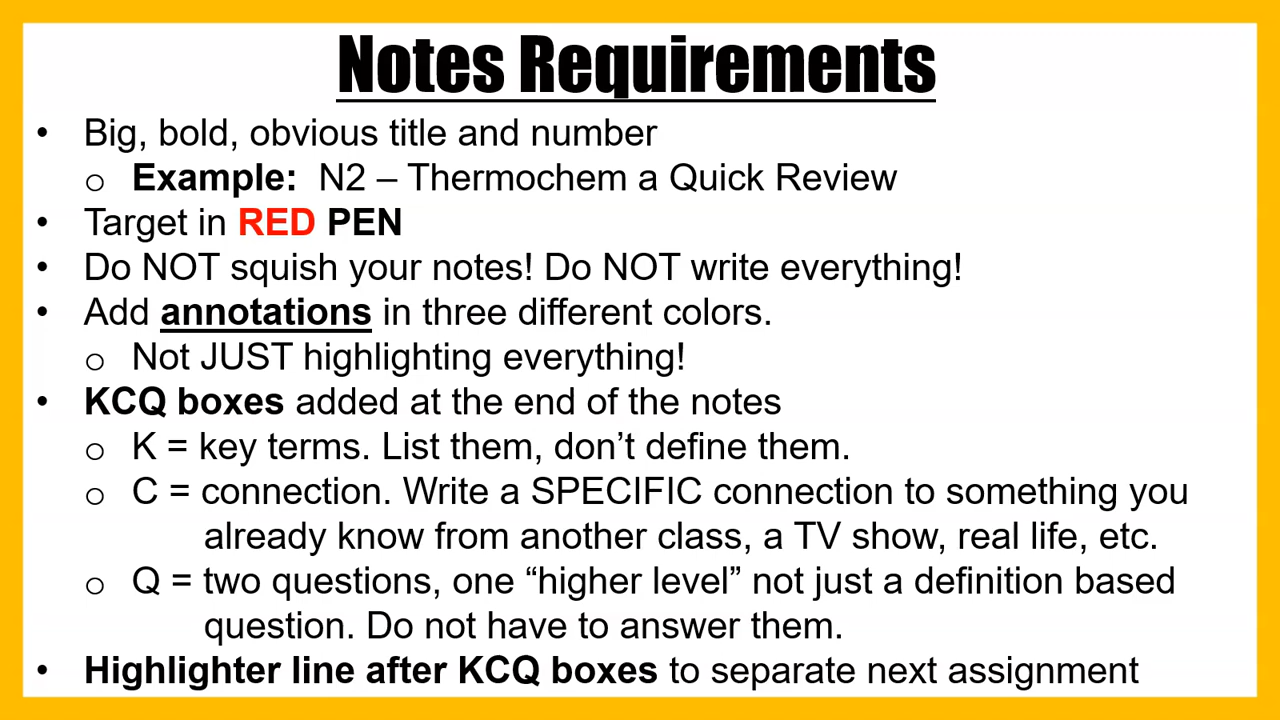 Notes Requirements
• Big, bold, obvious title and number
o Example: N2 – Thermochem a Quick Review
• Target in RED PEN
• Do NOT squish your notes! Do NOT write everything!
• Add annotations in three different colors.
o Not JUST highlighting everything!
• KCQ boxes added at the end of the notes
o K = key terms. List them, don’t define them.
o C = connection. Write a SPECIFIC connection to something you
already know from another class, a TV show, real life, etc.
o Q = two questions, one “higher level” not just a definition based
question. Do not have to answer them.
• Highlighter line after KCQ boxes to separate next assignment